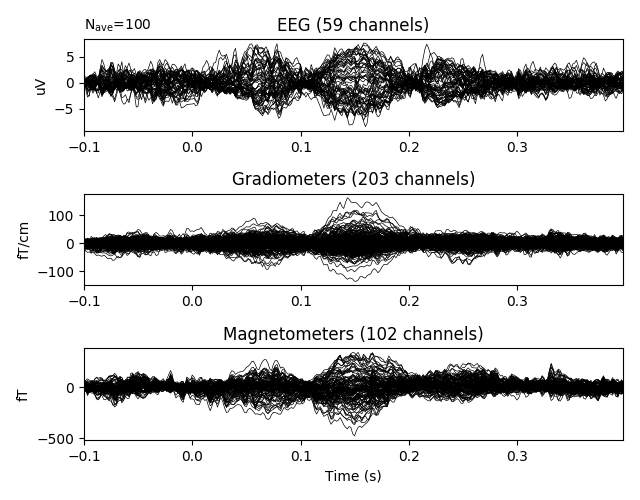 N_ave=100
EEG (59 channels)
5
0
−5
uV
−0.1 0.0 0.1 0.2 0.3
Gradiometers (203 channels)
100
0
−100
fT/cm
−0.1 0.0 0.1 0.2 0.3
Magnetometers (102 channels)
0
−500
fT
−0.1 0.0 0.1 0.2 0.3
Time (s)